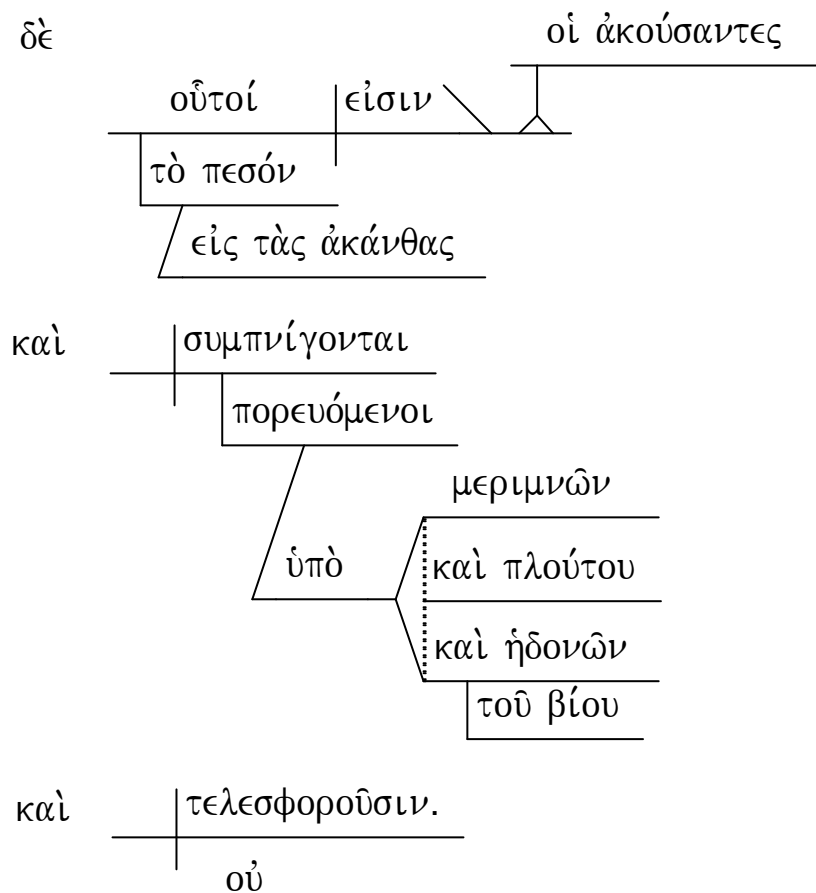 δὲ
οἱ ἀκούσαντες
οὗτοί εἰσιν
τὸ πεσόν
εἰς τὰς ἀκάνθας
καὶ συμπνίγονται
πορευόμενοι
μεριμνῶν
ὑπὸ καὶ πλούτου
καὶ ἡδονῶν
τοῦ βίου
καὶ τελεσφοροῦσιν.
οὐ